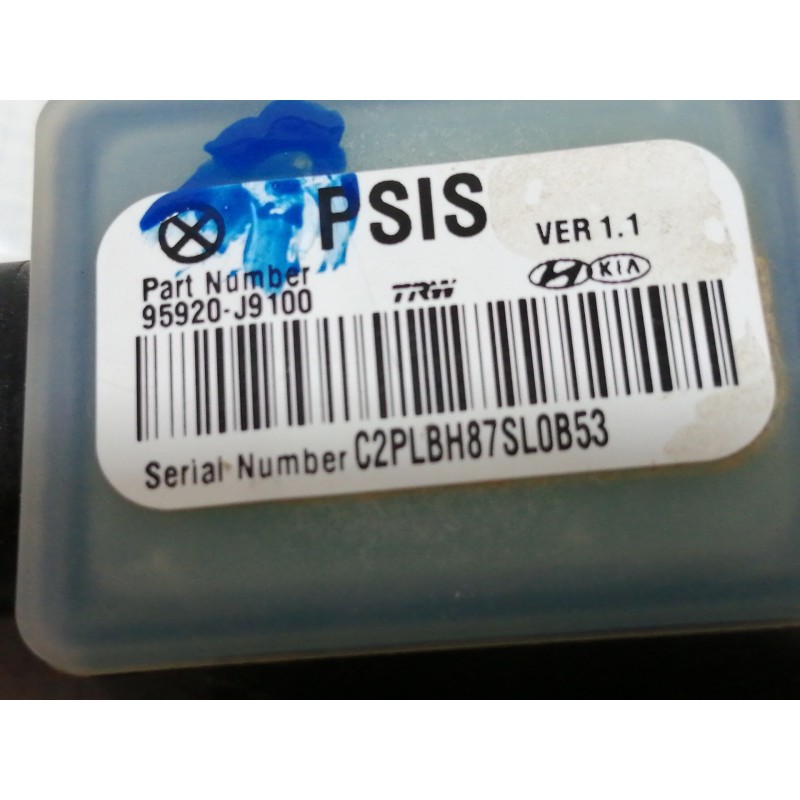 PSIS
VER 1.1
Part Number
95920-J9100
TRW
KIA
Serial Number C2PLBH87SL0B53